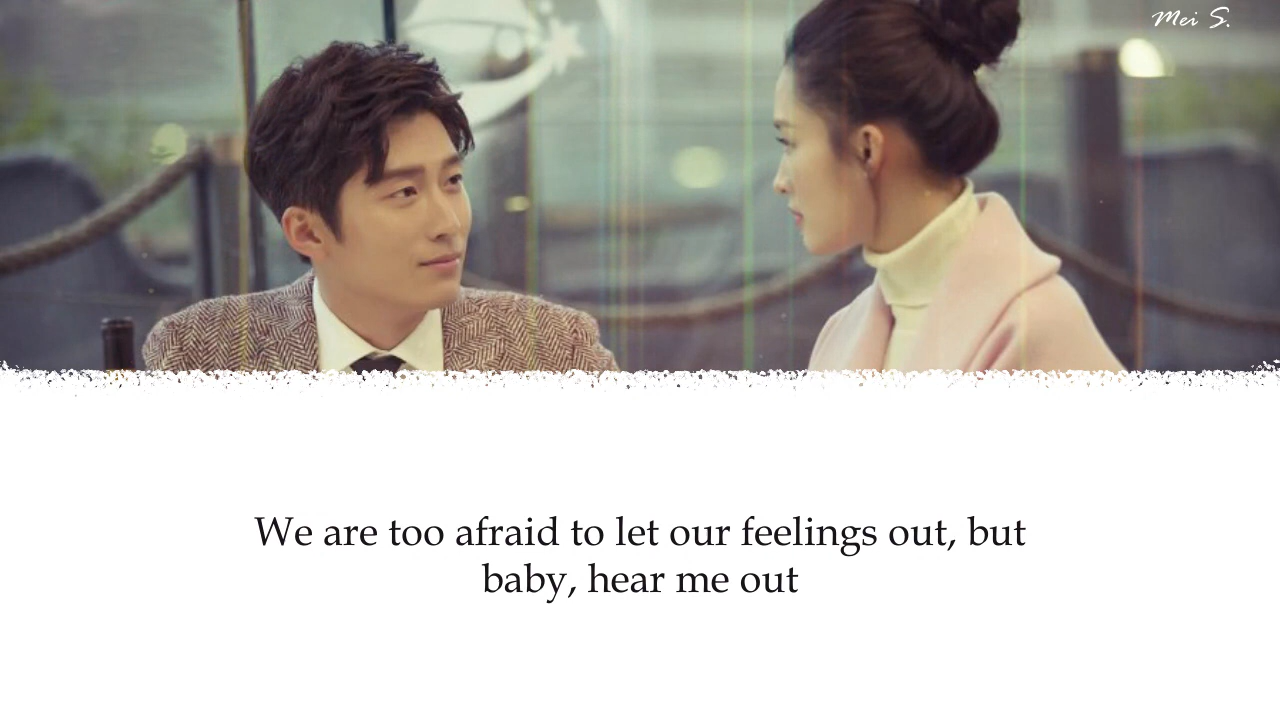 Mei S.
We are too afraid to let our feelings out, but
baby, hear me out